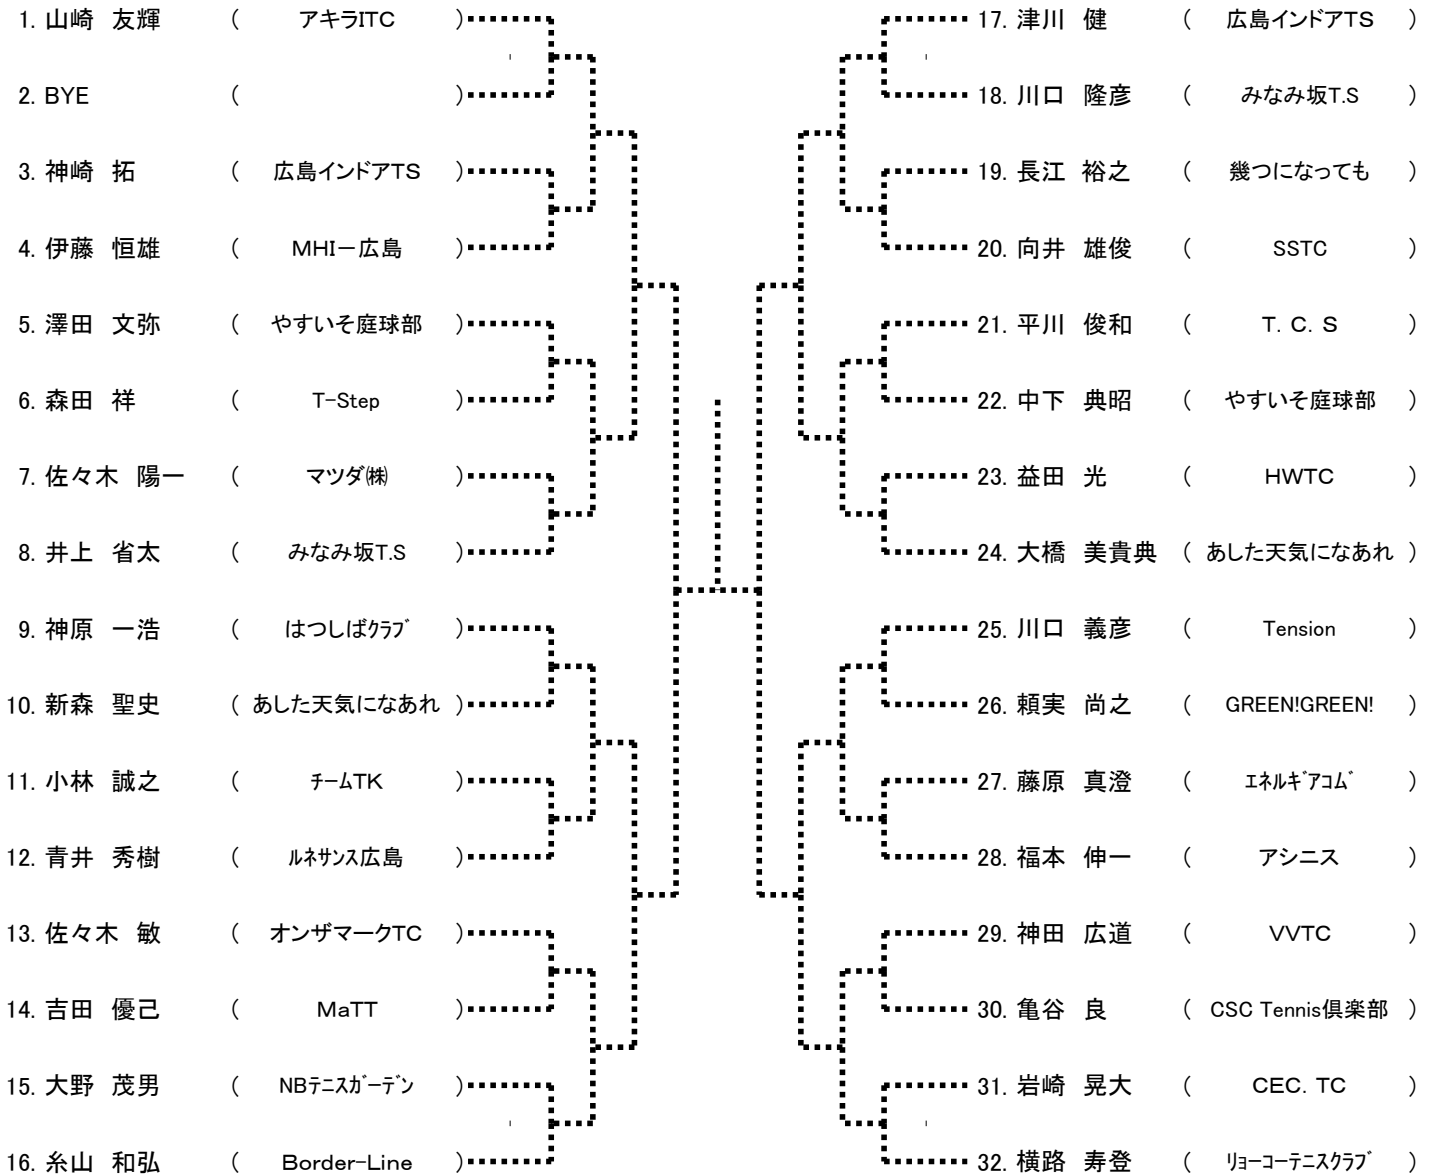 1. 山崎 友輝 ( アキラITC )
2. BYE ( )
3. 神崎 拓 ( 広島インドアTS )
4. 伊藤 恒雄 ( MHI－広島 )
5. 澤田 文弥 ( やすいそ庭球部 )
6. 森田 祥 ( T-Step )
7. 佐々木 陽一 ( マツダ㈱ )
8. 井上 省太 ( みなみ坂T.S )
9. 神原 一浩 ( はつしばｸﾗﾌﾞ )
10. 新森 聖史 ( あした天気になあれ )
11. 小林 誠之 ( ﾁｰﾑTK )
12. 青井 秀樹 ( ﾙﾈｻﾝｽ広島 )
13. 佐々木 敏 ( オンザマークTC )
14. 吉田 優己 ( MaTT )
15. 大野 茂男 ( NBﾃﾆｽｶﾞｰﾃﾞﾝ )
16. 糸山 和弘 ( Border-Line )
17. 津川 健 ( 広島インドアTS )
18. 川口 隆彦 ( みなみ坂T.S )
19. 長江 裕之 ( 幾つになっても )
20. 向井 雄俊 ( SSTC )
21. 平川 俊和 ( T. C. S )
22. 中下 典昭 ( やすいそ庭球部 )
23. 益田 光 ( HWTC )
24. 大橋 美貴典 ( あした天気になあれ )
25. 川口 義彦 ( Tension )
26. 頼実 尚之 ( GREEN!GREEN! )
27. 藤原 真澄 ( ｴﾈﾙｷﾞｱｺﾑﾞ )
28. 福本 伸一 ( アシニス )
29. 神田 広道 ( VVTC )
30. 亀谷 良 ( CSC Tennis倶楽部 )
31. 岩崎 晃大 ( CEC. TC )
32. 横路 寿登 ( ﾘｮｰｺｰﾃﾆｽｸﾗﾌﾞ )